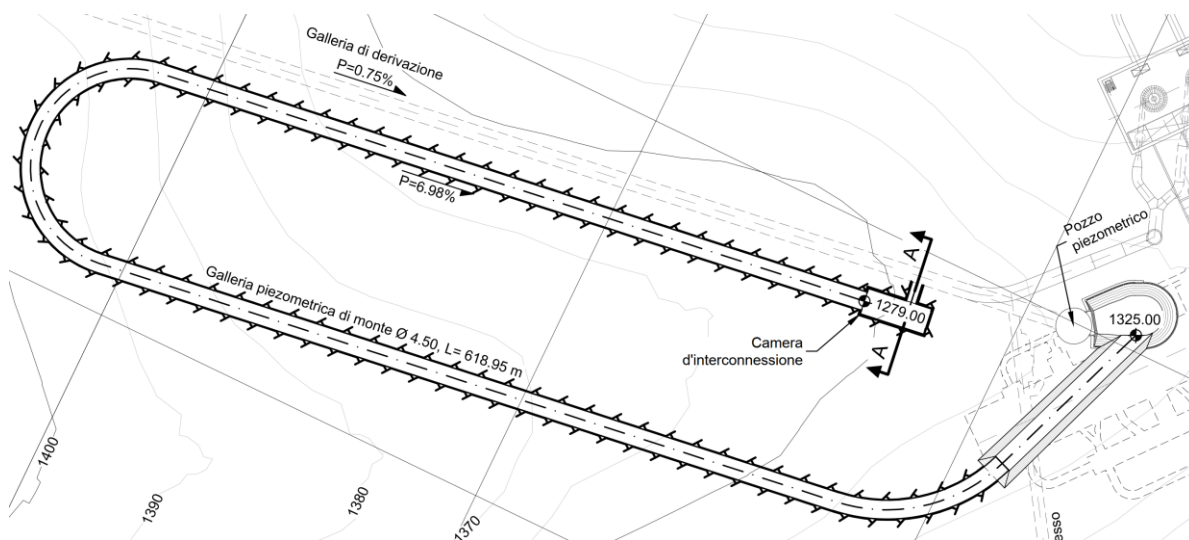 Galleria di derivazione
P=0.75%
P=6.98%
Pozzo
piezometrico
A
1279.00
1325.00
Galleria piezometrica di monte Ø 4.50, L= 618.95 m
Camera
d'interconnessione
A
1400
1390
1380
1370
esso